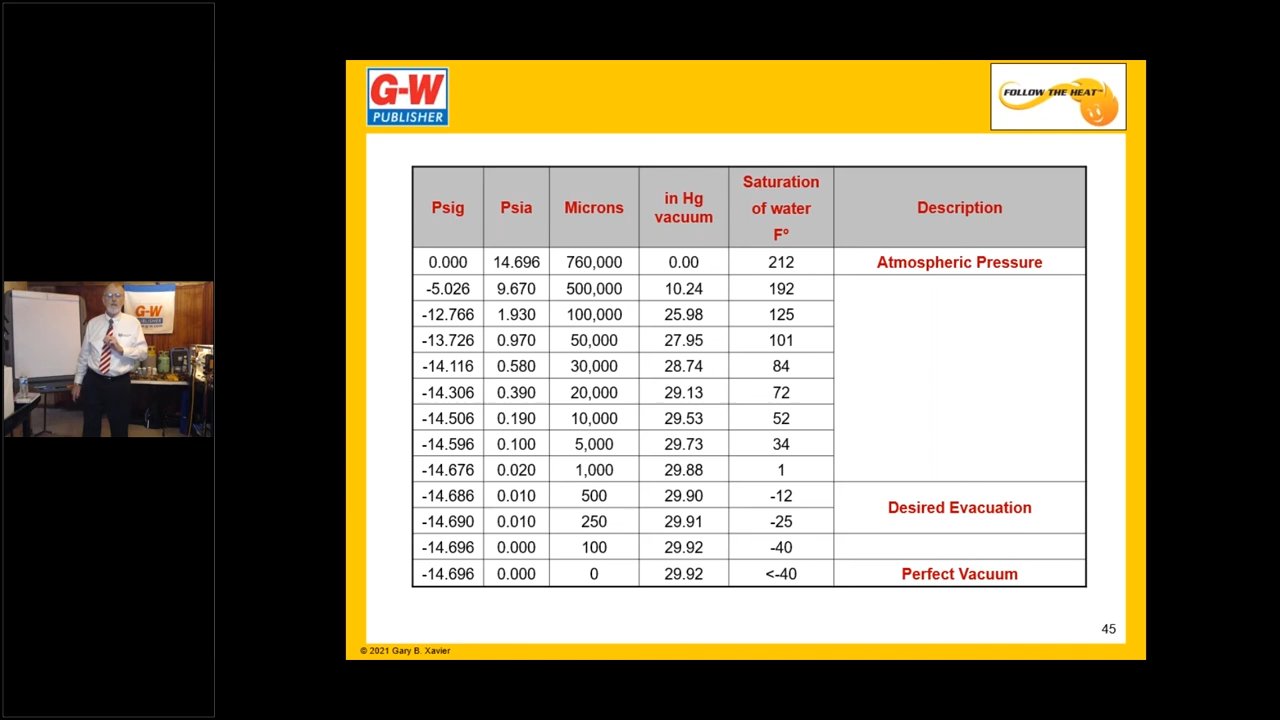 G-W
PUBLISHER
FOLLOW THE HEAT™
Psig Psia Microns in Hg vacuum Saturation of water F° Description
0.000 14.696 760,000 0.00 212 Atmospheric Pressure
-5.026 9.670 500,000 10.24 192
-12.766 1.930 100,000 25.98 125
-13.726 0.970 50,000 27.95 101
-14.116 0.580 30,000 28.74 84
-14.306 0.390 20,000 29.13 72
-14.506 0.190 10,000 29.53 52
-14.596 0.100 5,000 29.73 34
-14.676 0.020 1,000 29.88 1
-14.686 0.010 500 29.90 -12 Desired Evacuation
-14.690 0.010 250 29.91 -25
-14.696 0.000 100 29.92 -40
-14.696 0.000 0 29.92 <-40 Perfect Vacuum
45
© 2021 Gary B. Xavier
G-W